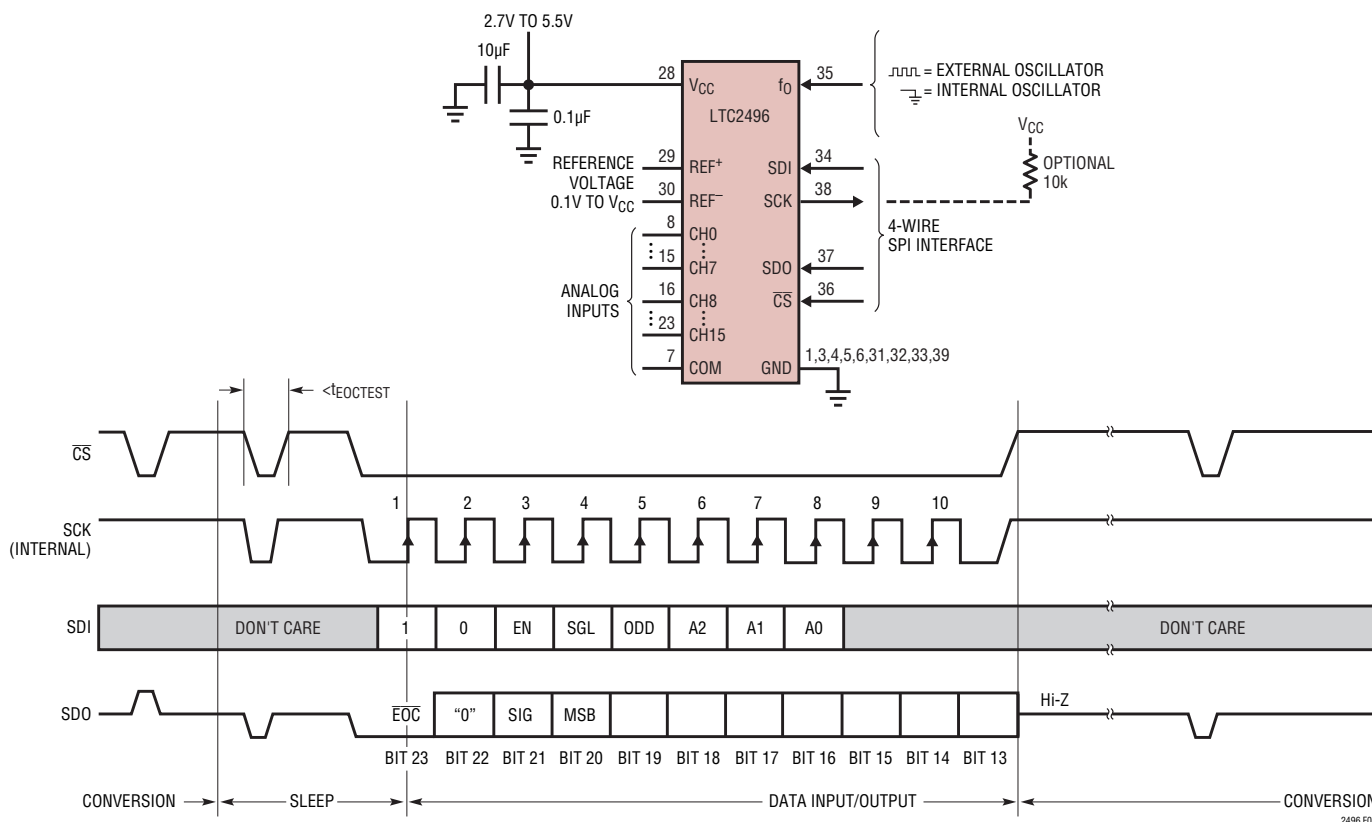 2.7V TO 5.5V
10µF
0.1µF
28
VCC
fO
35
= EXTERNAL OSCILLATOR
= INTERNAL OSCILLATOR
LTC2496
VCC
OPTIONAL
10k
REFERENCE
VOLTAGE
0.1V TO VCC
29
REF+
SDI
34
30
REF–
SCK
38
4-WIRE
SPI INTERFACE
8
CH0
15
CH7
SDO
37
ANALOG
INPUTS
16
CH8
CS
36
23
CH15
7
COM
GND
1,3,4,5,6,31,32,33,39
<tEOCTEST
CS
1 2 3 4 5 6 7 8 9 10
SCK
(INTERNAL)
SDI
DON'T CARE 1 0 EN SGL ODD A2 A1 A0 DON'T CARE
SDO
EOC "0" SIG MSB
Hi-Z
BIT 23 BIT 22 BIT 21 BIT 20 BIT 19 BIT 18 BIT 17 BIT 16 BIT 15 BIT 14 BIT 13
CONVERSION SLEEP DATA INPUT/OUTPUT CONVERSION